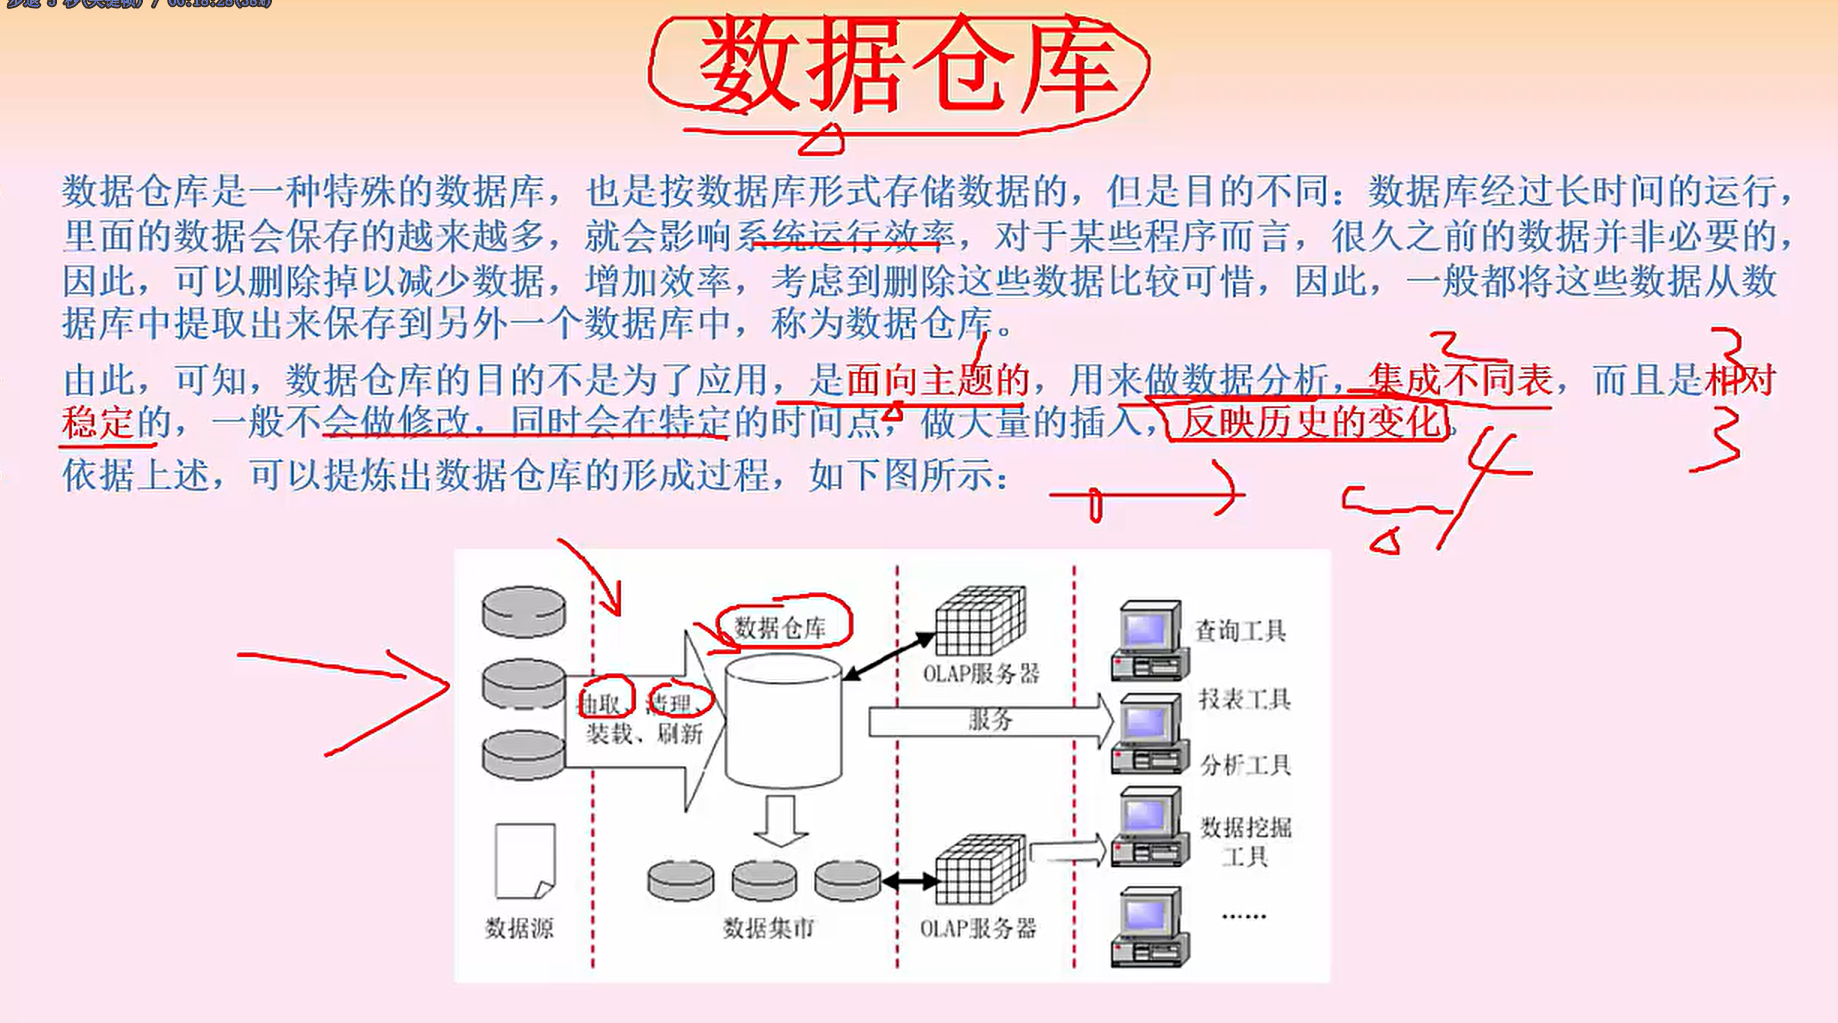 数据仓库
数据仓库是一种特殊的数据库，也是按数据库形式存储数据的，但是目的不同：数据库经过长时间的运行，
里面的数据会保存的越来越多，就会影响系统运行效率，对于某些程序而言，很久之前的数据并非必要的，
因此，可以删除掉以减少数据，增加效率，考虑到删除这些数据比较可惜，因此，一般都将这些数据从数
据库中提取出来保存到另外一个数据库中，称为数据仓库。
由此，可知，数据仓库的目的不是为了应用，是面向主题的，用来做数据分析，集成不同表，而且是相对
稳定的，一般不会做修改，同时会在特定的时间点，做大量的插入，反映历史的变化。
依据上述，可以提炼出数据仓库的形成过程，如下图所示：
1
2
3
3
4
数据仓库
抽取、清理、
装载、刷新
OLAP服务器
服务
查询工具
报表工具
分析工具
数据挖掘
工具
……
数据源
数据集市
OLAP服务器